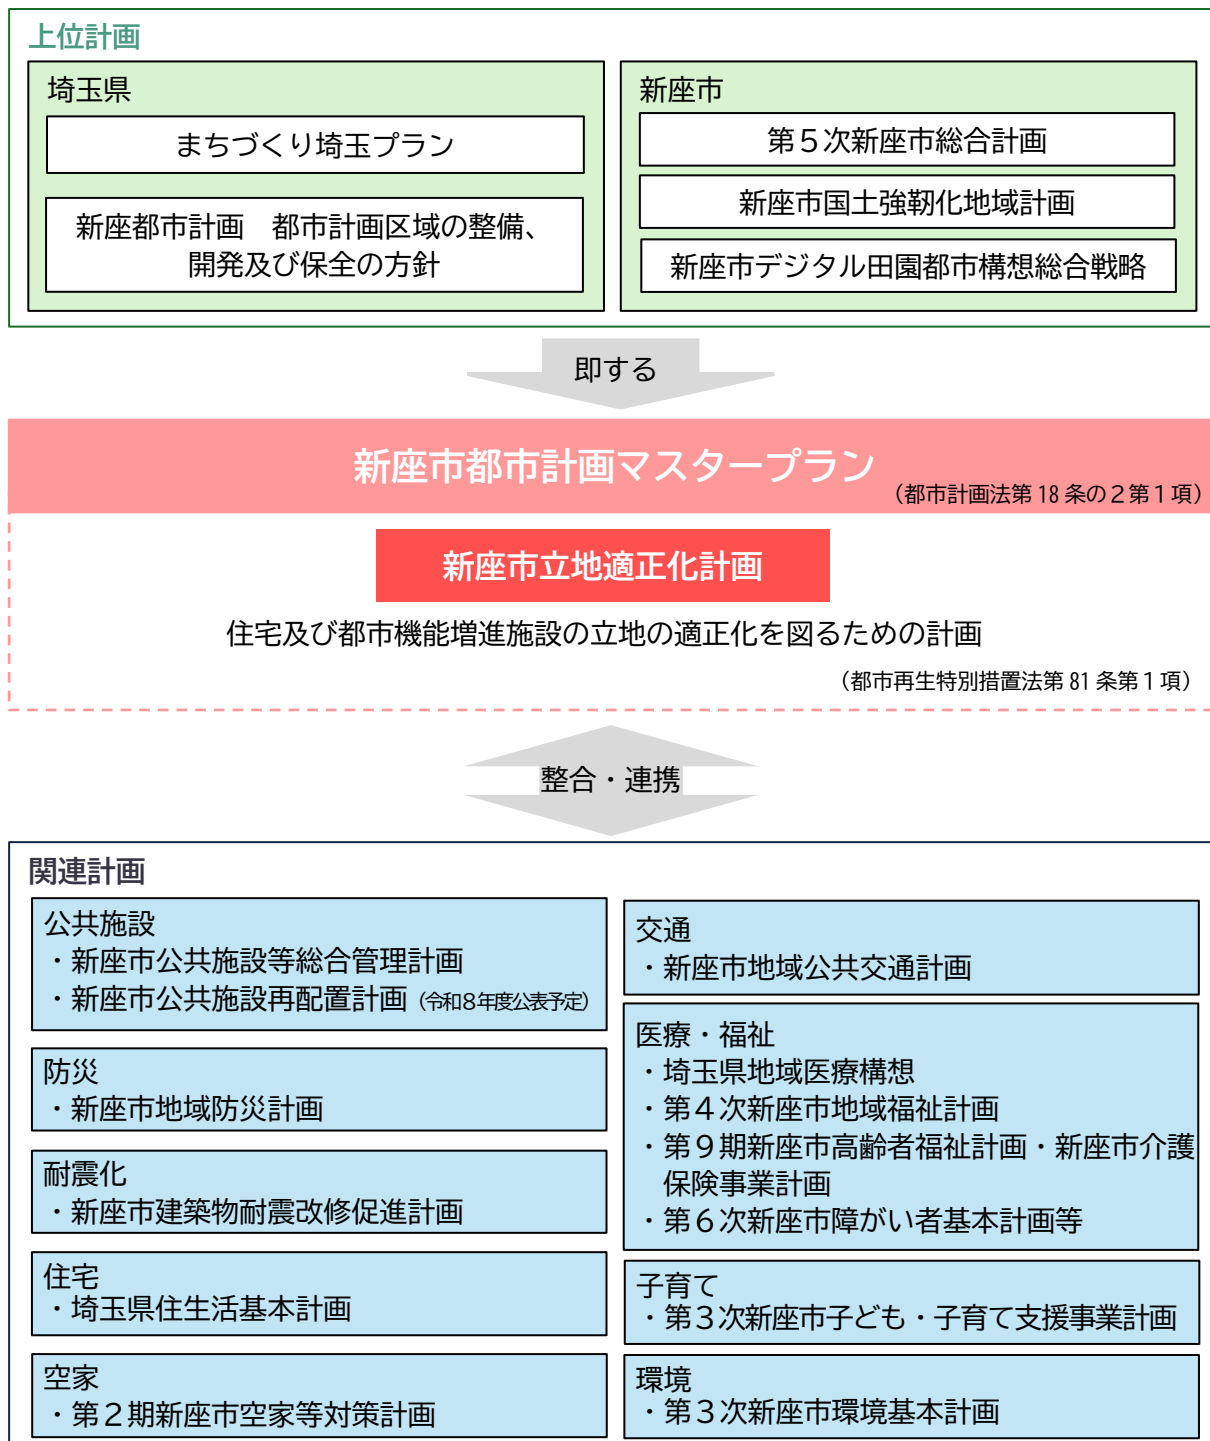 上位計画
埼玉県
まちづくり埼玉プラン
新座都市計画　都市計画区域の整備、
開発及び保全の方針
新座市
第５次新座市総合計画
新座市国土強靭化地域計画
新座市デジタル田園都市構想総合戦略
即する
新座市都市計画マスタープラン
（都市計画法第 18 条の２第１項）
新座市立地適正化計画
住宅及び都市機能増進施設の立地の適正化を図るための計画
（都市再生特別措置法第 81 条第１項）
整合・連携
関連計画
公共施設
・新座市公共施設等総合管理計画
・新座市公共施設再配置計画（令和８年度公表予定）
防災
・新座市地域防災計画
耐震化
・新座市建築物耐震改修促進計画
住宅
・埼玉県住生活基本計画
空家
・第２期新座市空家等対策計画
交通
・新座市地域公共交通計画
医療・福祉
・埼玉県地域医療構想
・第４次新座市地域福祉計画
・第９期新座市高齢者福祉計画・新座市介護
保険事業計画
・第６次新座市障がい者基本計画等
子育て
・第３次新座市子ども・子育て支援事業計画
環境
・第３次新座市環境基本計画